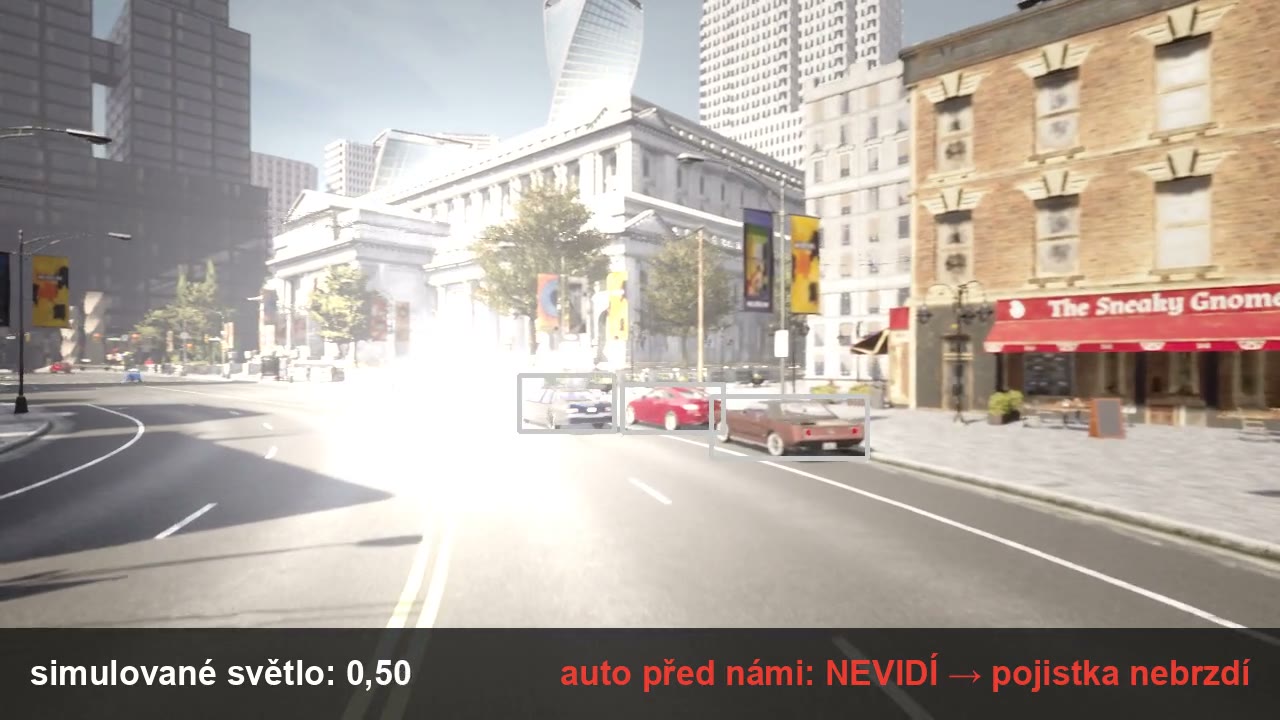 The Sneaky Gnome
simulované světlo: 0,50
auto před námi: NEVIDÍ → pojistka nebrzdí